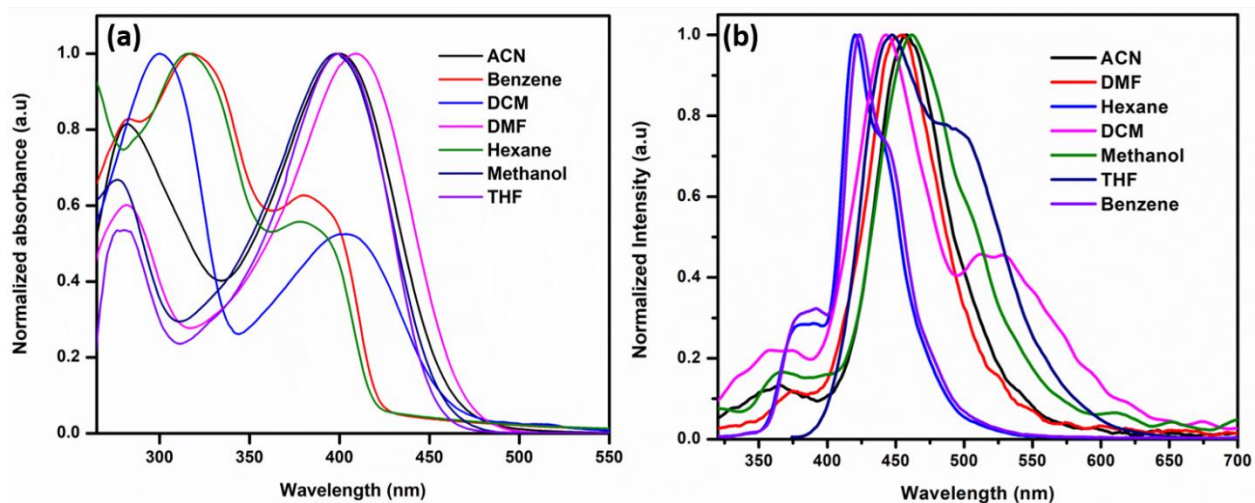 (a)
Normalized absorbance (a.u)
1.0
0.8
0.6
0.4
0.2
0.0
300
350
400
450
500
550
Wavelength (nm)
ACN
Benzene
DCM
DMF
Hexane
Methanol
THF
(b)
Normalized Intensity (a.u)
1.0
0.8
0.6
0.4
0.2
0.0
350
400
450
500
550
600
650
700
Wavelength (nm)
ACN
DMF
Hexane
DCM
Methanol
THF
Benzene